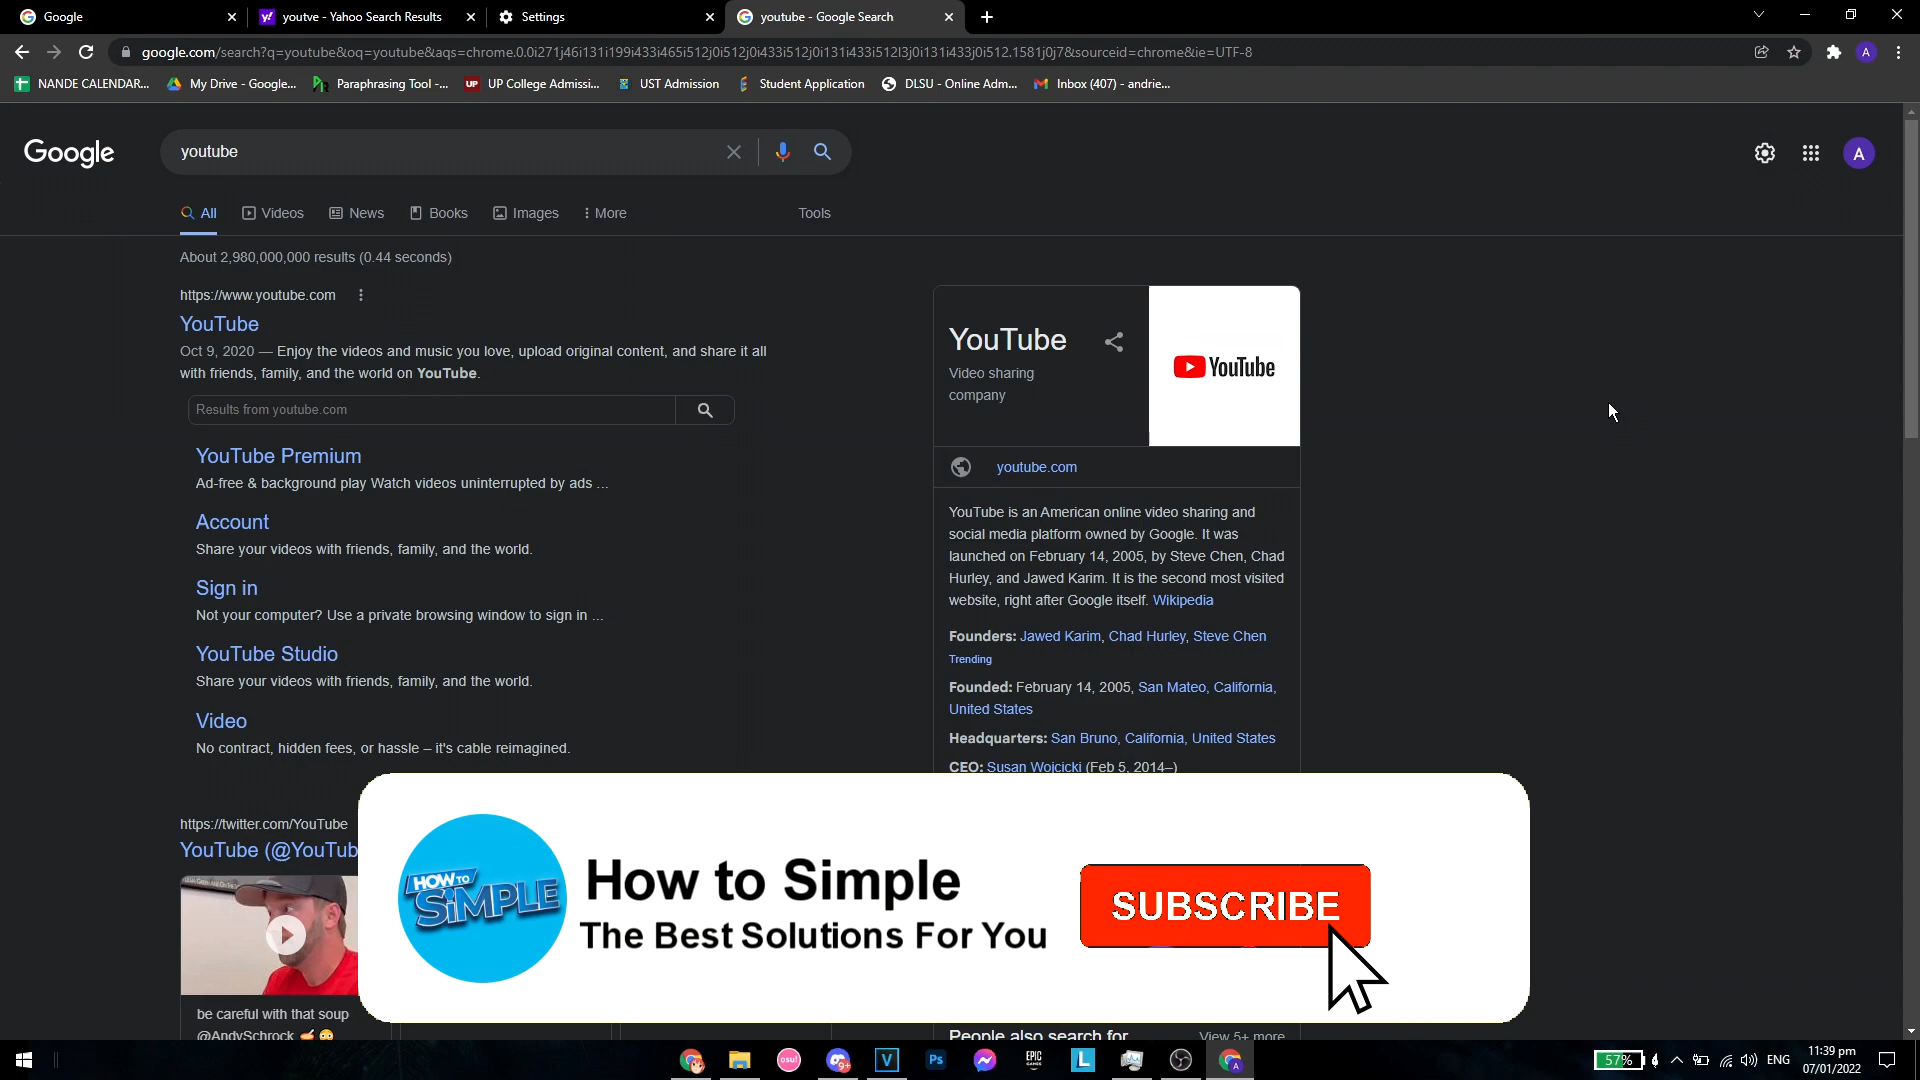 Google
youtve - Yahoo Search Results
Settings
youtube - Google Search
google.com/search?q=youtube&oq=youtube&aqs=chrome.0.0i271j46i131i199i433i465i512j0i512j0i433i512j0i131i433i512l3j0i131i433j0i512.1581j0j7&sourceid=chrome&ie=UTF-8
A
NANDE CALENDAR...
My Drive - Google...
Paraphrasing Tool -...
UP
UP College Admissi...
UST Admission
Student Application
DLSU - Online Adm...
Inbox (407) - andrie...
Google
youtube
A
All
Videos
News
Books
Images
More
Tools
About 2,980,000,000 results (0.44 seconds)
https://www.youtube.com
YouTube
Oct 9, 2020 — Enjoy the videos and music you love, upload original content, and share it all
with friends, family, and the world on YouTube.
Results from youtube.com
YouTube Premium
Ad-free & background play Watch videos uninterrupted by ads ...
Account
Share your videos with friends, family, and the world.
Sign in
Not your computer? Use a private browsing window to sign in ...
YouTube Studio
Share your videos with friends, family, and the world.
Video
No contract, hidden fees, or hassle – it's cable reimagined.
https://twitter.com/YouTube
YouTube (@YouTub
be careful with that soup
@AndySchrock
YouTube
Video sharing
company
YouTube
youtube.com
YouTube is an American online video sharing and
social media platform owned by Google. It was
launched on February 14, 2005, by Steve Chen, Chad
Hurley, and Jawed Karim. It is the second most visited
website, right after Google itself. Wikipedia
Founders: Jawed Karim, Chad Hurley, Steve Chen
Trending
Founded: February 14, 2005, San Mateo, California,
United States
Headquarters: San Bruno, California, United States
CEO: Susan Wojcicki (Feb 5, 2014–)
People also search for
View 5+ more
HOW TO
SIMPLE
How to Simple
The Best Solutions For You
SUBSCRIBE
osu!
9+
V
Ps
EPIC
GAMES
L
A
57%
ENG
11:39 pm
07/01/2022